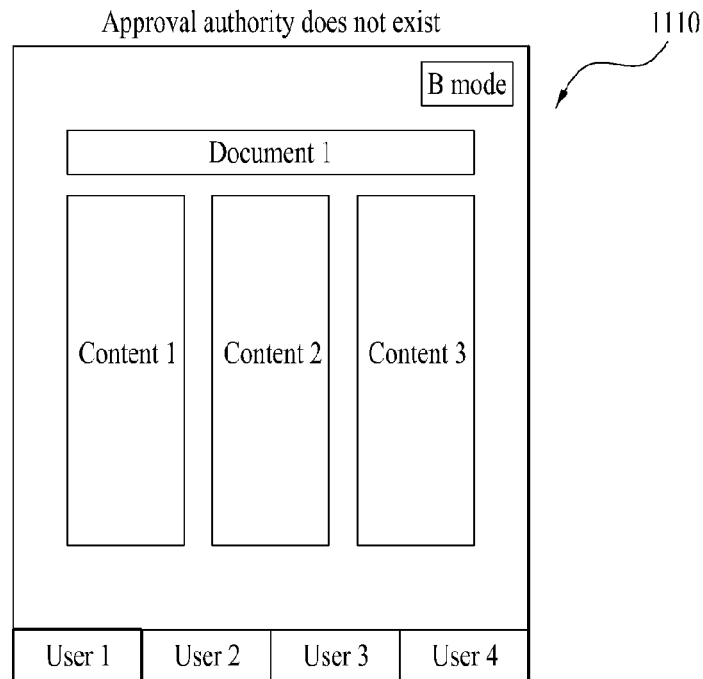 Approval authority does not exist
1110
B mode
Document 1
Content 1
Content 2
Content 3
User 1
User 2
User 3
User 4